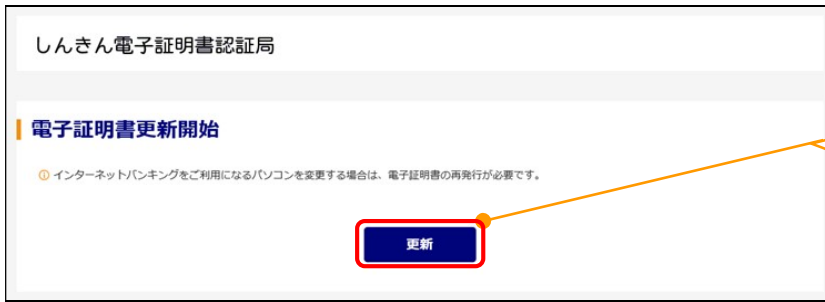 しんきん電子証明書認証局
電子証明書更新開始
インターネットバンキングをご利用になるパソコンを変更する場合は、電子証明書の再発行が必要です。
更新